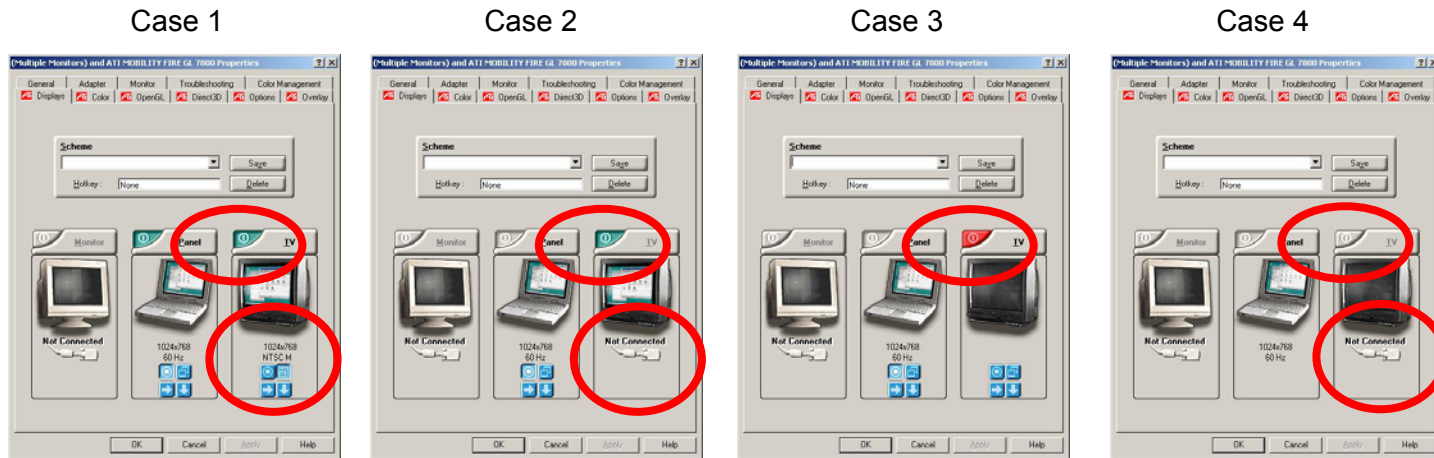 Case 1
Case 2
Case 3
Case 4
(Multiple Monitors) and ATI MOBILITY FIRE GL 7800 Properties
General Adapter Monitor Troubleshooting Color Management
Displays Color OpenGL Direct3D Options Overlay
Scheme
Save
Hotkey : None Delete
Monitor Panel TV
Not Connected
1024x768
60 Hz
1024x768
NTSC M
OK Cancel Apply Help
(Multiple Monitors) and ATI MOBILITY FIRE GL 7800 Properties
General Adapter Monitor Troubleshooting Color Management
Displays Color OpenGL Direct3D Options Overlay
Scheme
Save
Hotkey : None Delete
Monitor anel TV
Not Connected
1024x768
60 Hz
Not Connected
OK Cancel Apply Help
(Multiple Monitors) and ATI MOBILITY FIRE GL 7800 Properties
General Adapter Monitor Troubleshooting Color Management
Displays Color OpenGL Direct3D Options Overlay
Scheme
Save
Hotkey : None Delete
Monitor Panel TV
Not Connected
1024x768
60 Hz
OK Cancel Apply Help
(Multiple Monitors) and ATI MOBILITY FIRE GL 7800 Properties
General Adapter Monitor Troubleshooting Color Management
Displays Color OpenGL Direct3D Options Overlay
Scheme
Save
Hotkey : None Delete
Monitor anel TV
Not Connected
1024x768
60 Hz
Not Connected
OK Cancel Apply Help